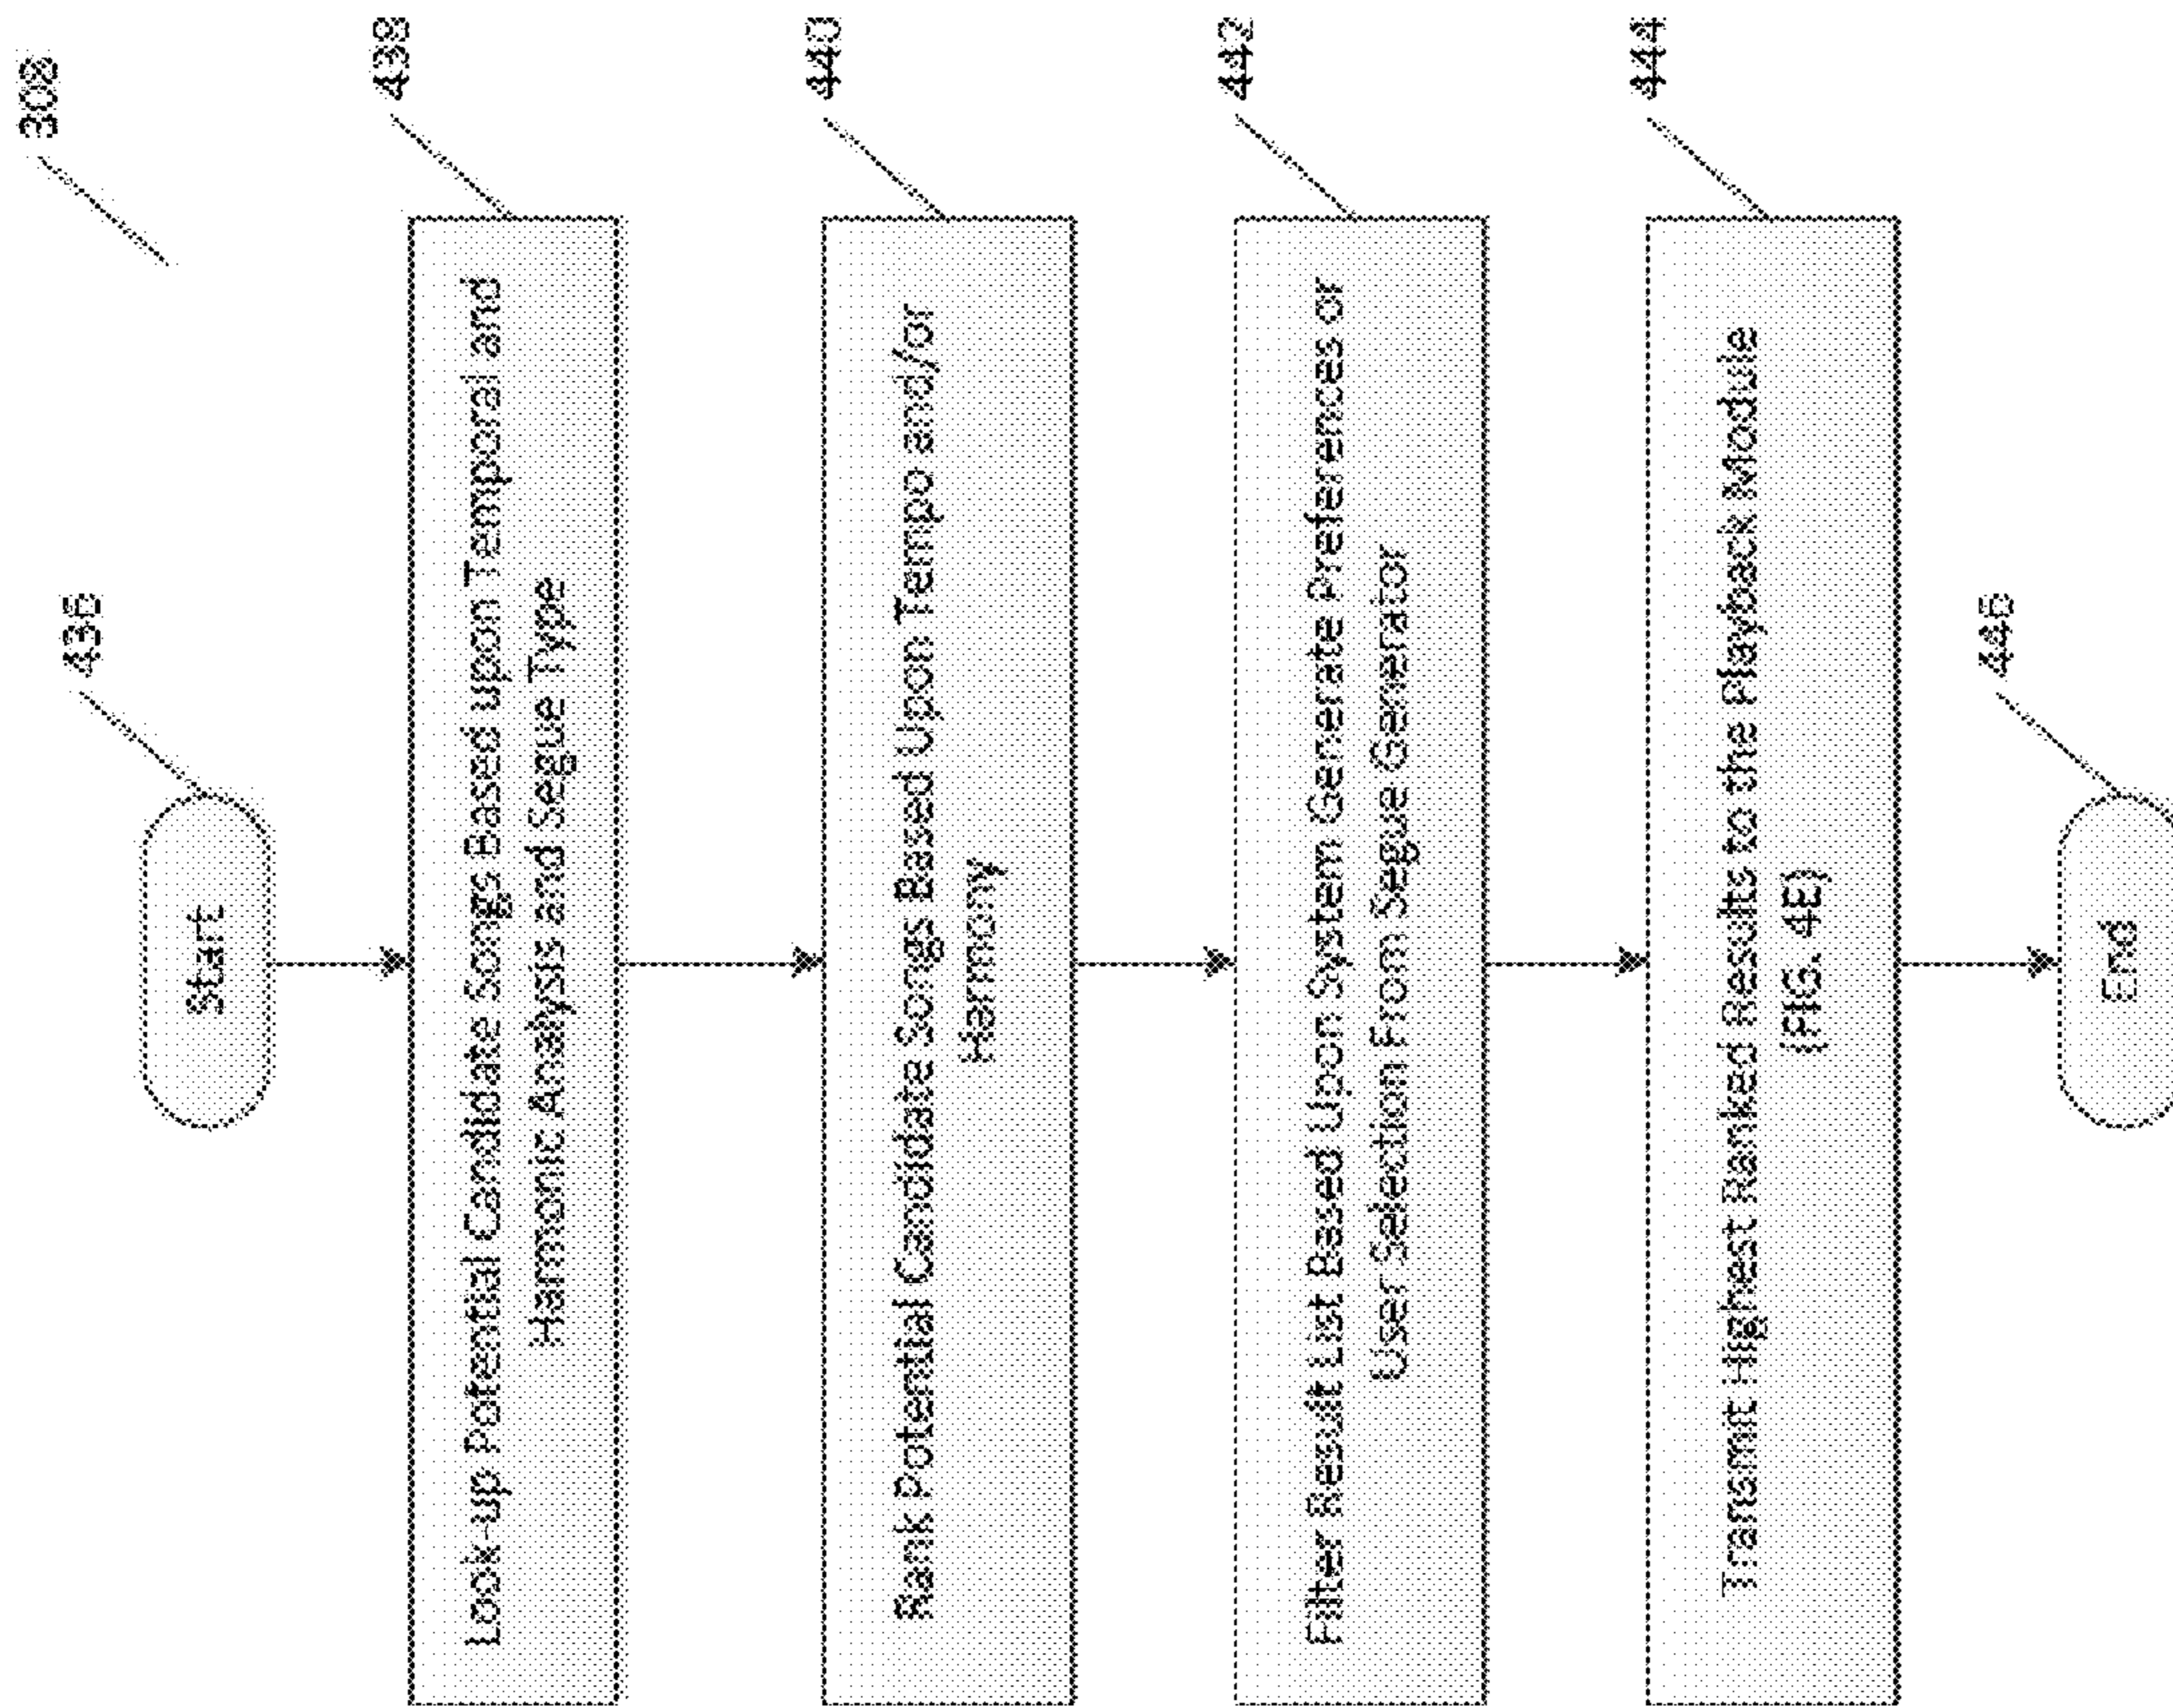 308
436
Start
438
Look-up Potential Candidate Songs Based upon Temporal and
Harmonic Analysis and Segue Type
440
Rank Potential Candidate Songs Based Upon Tempo and/or
Harmony
442
Filter Result List Based Upon System Generate Preferences or
User Selection From Segue Generator
444
Transmit Highest Ranked Results to the Playback Module
(FIG. 4E)
446
End